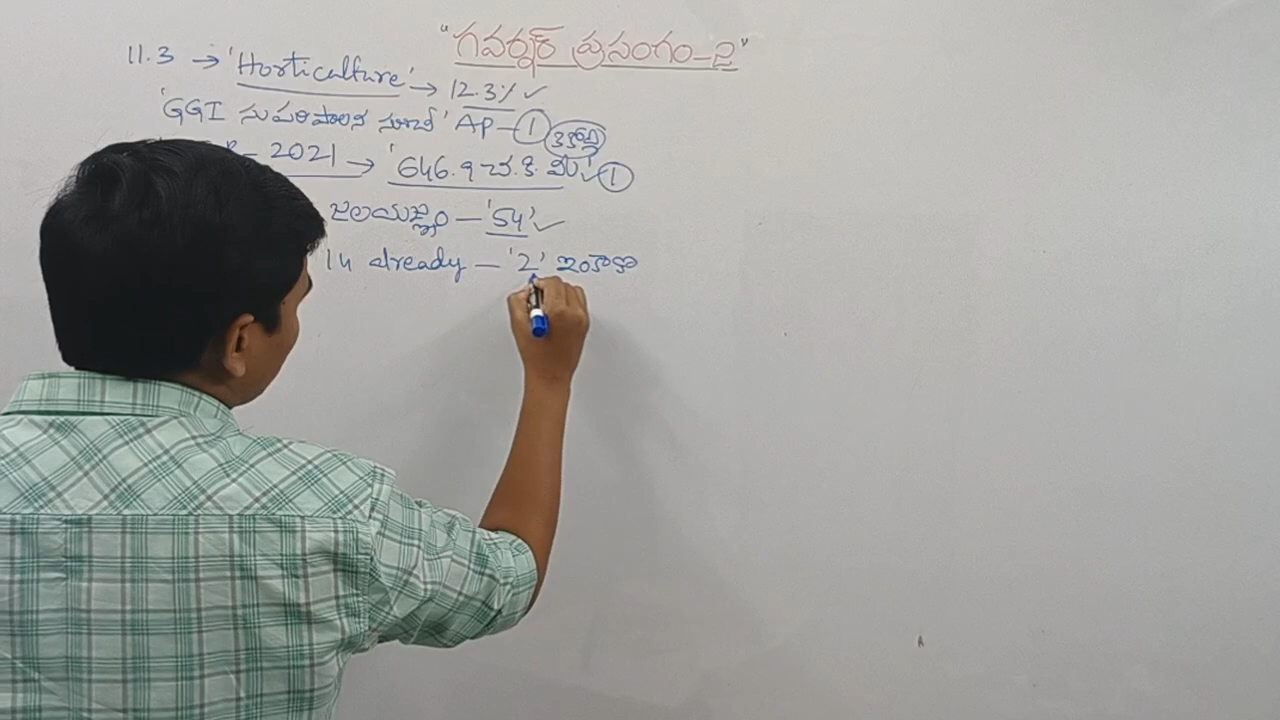 "గవర్నర్ ప్రసంగం-2"
11.3 → 'Horticulture' → 12.3% ✓
'GGI సుపరిపాలన సూచీ' AP - 1
- 2021 → '646.9 చ.కి.మీ' ✓ 1
జలయజ్ఞం - '54' ✓
14 already - '2' ఇంకా